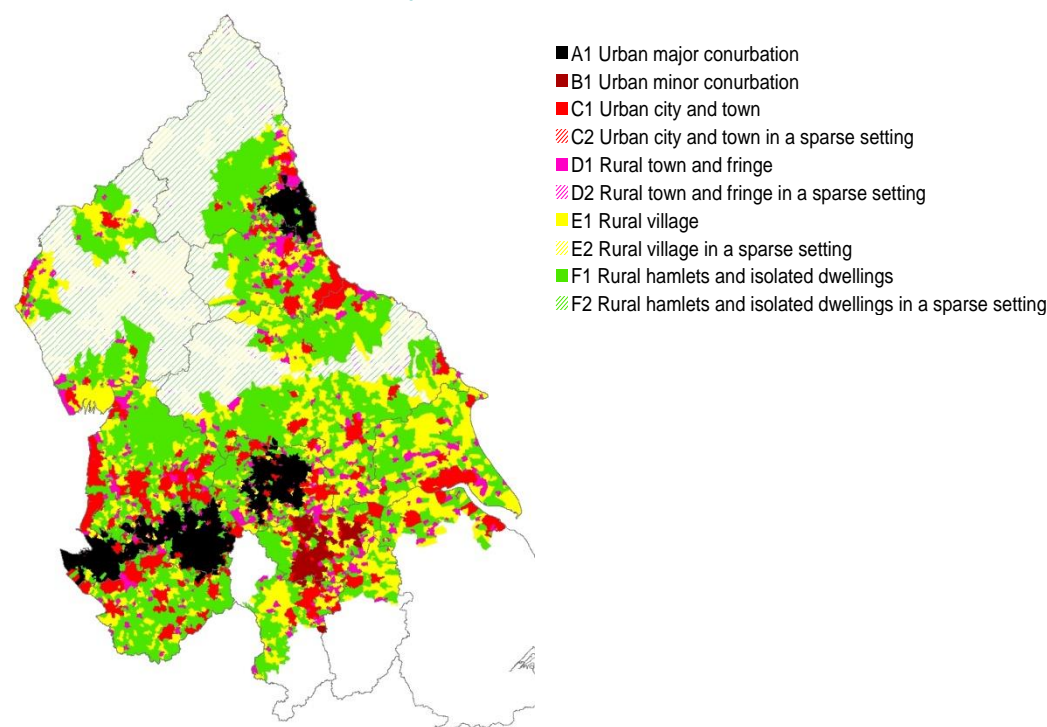 A1 Urban major conurbation
B1 Urban minor conurbation
C1 Urban city and town
C2 Urban city and town in a sparse setting
D1 Rural town and fringe
D2 Rural town and fringe in a sparse setting
E1 Rural village
E2 Rural village in a sparse setting
F1 Rural hamlets and isolated dwellings
F2 Rural hamlets and isolated dwellings in a sparse setting